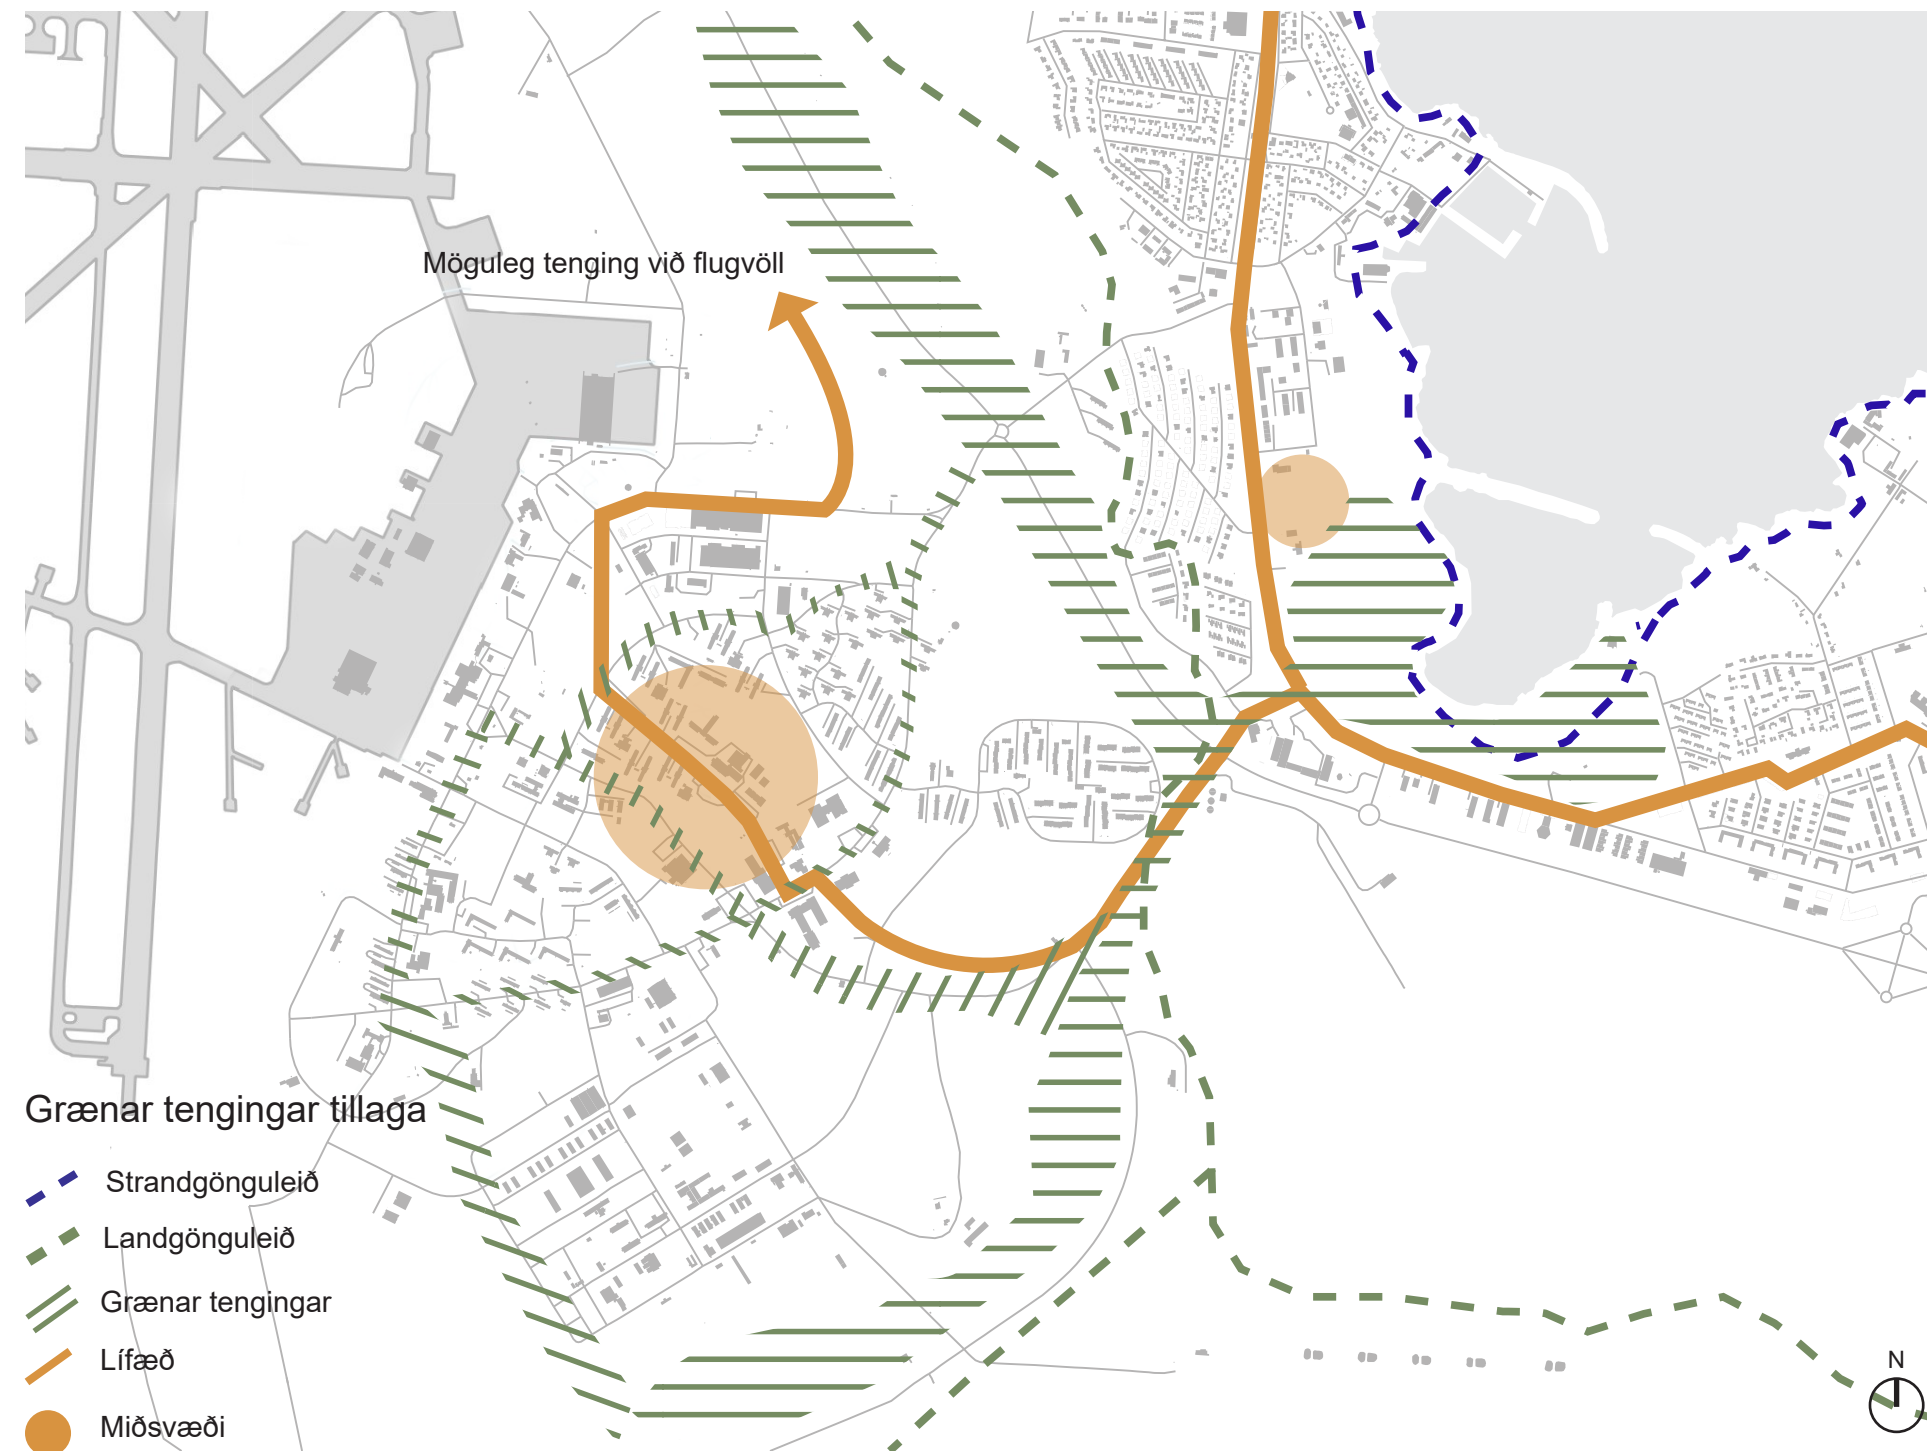 Möguleg tenging við flugvöll
Grænar tengingar tillaga
Strandgönguleið
Landgönguleið
Grænar tengingar
Lífæð
Miðsvæði
N